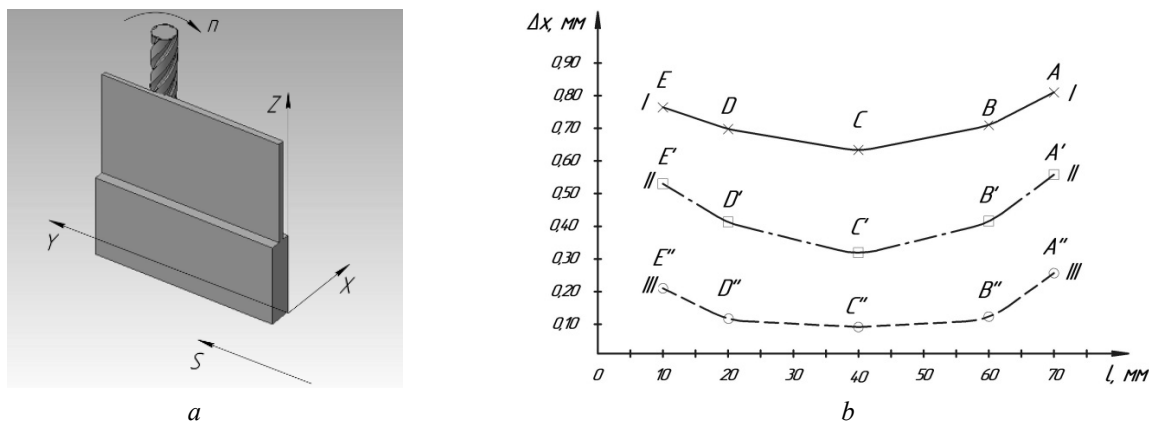 n
Z
Y
X
S
a
Δx, мм
0,90
0,80
0,70
0,60
0,50
0,40
0,30
0,20
0,10
E D C B A
I I
E' D' C' B' A'
II II
E" D" C" B" A"
III III
0 10 20 30 40 50 60 70 l, мм
b